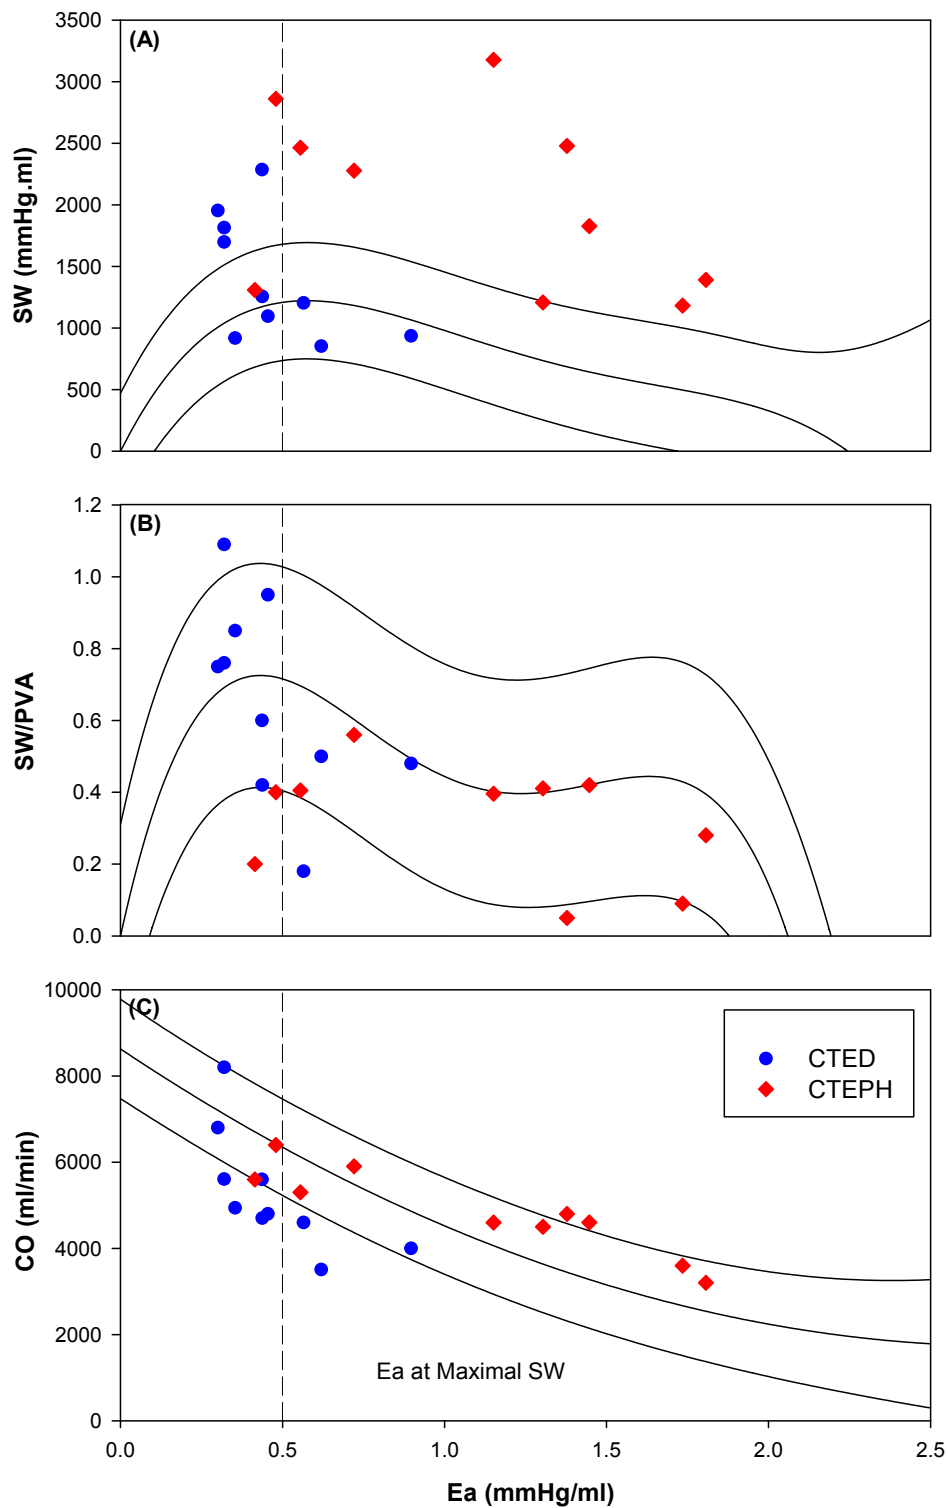 (A)
3500
3000
2500
2000
1500
1000
500
0
SW (mmHg.ml)
(B)
1.2
1.0
0.8
0.6
0.4
0.2
0.0
SW/PVA
(C)
10000
8000
6000
4000
2000
0
CO (ml/min)
CTED
CTEPH
Ea at Maximal SW
0.0 0.5 1.0 1.5 2.0 2.5
Ea (mmHg/ml)